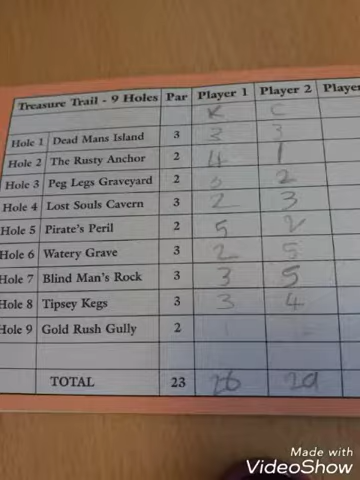 Treasure Trail - 9 Holes Par Player 1 Player 2 Player
K C
Hole 1 Dead Mans Island 3 3 3
Hole 2 The Rusty Anchor 2 4 1
Hole 3 Peg Legs Graveyard 2 2
Hole 4 Lost Souls Cavern 3 2 3
Hole 5 Pirate's Peril 2 5 2
Hole 6 Watery Grave 3 2 5
Hole 7 Blind Man's Rock 3 3 5
Hole 8 Tipsey Kegs 3 3 4
Hole 9 Gold Rush Gully 2
TOTAL 23 26 29
Made with
VideoShow